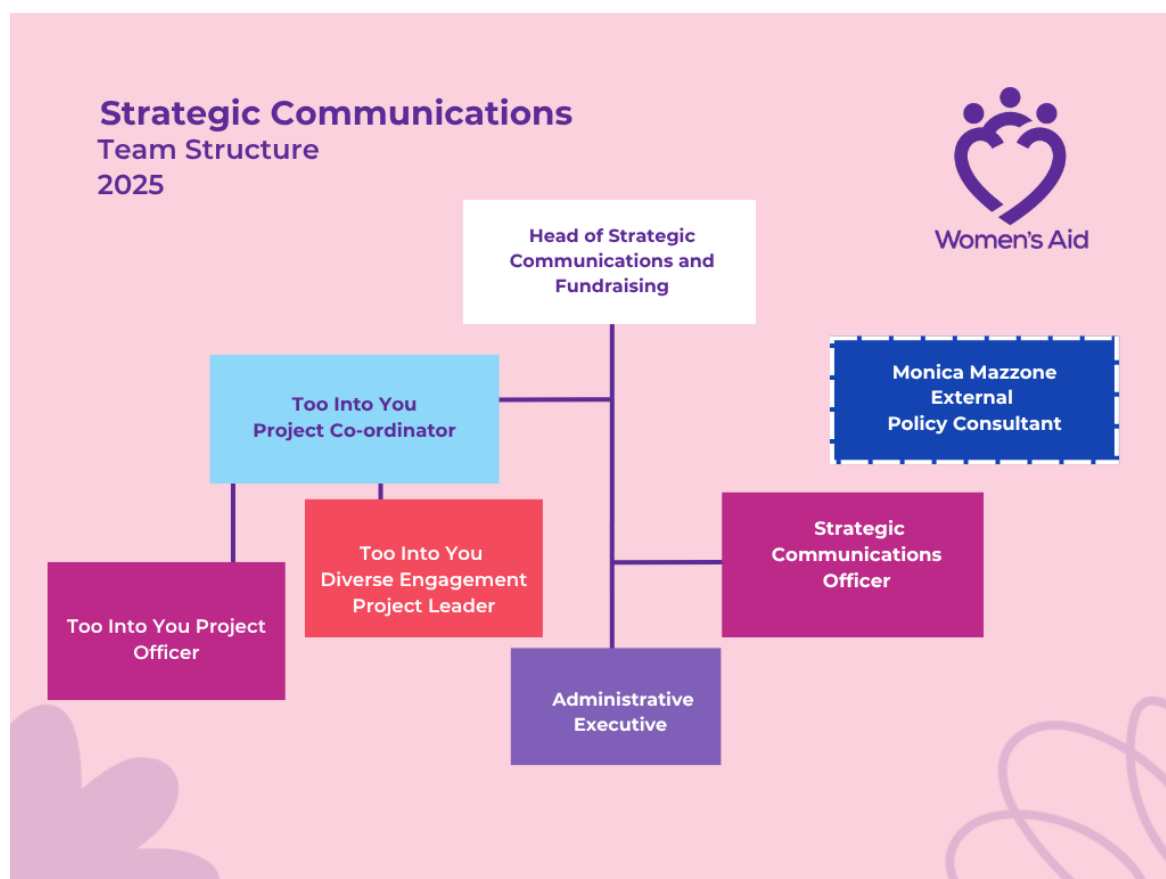 Strategic Communications
Team Structure
2025
Women's Aid
Head of Strategic
Communications and
Fundraising
Monica Mazzone
External
Policy Consultant
Too Into You
Project Co-ordinator
Strategic
Communications
Officer
Too Into You
Diverse Engagement
Project Leader
Too Into You Project
Officer
Administrative
Executive